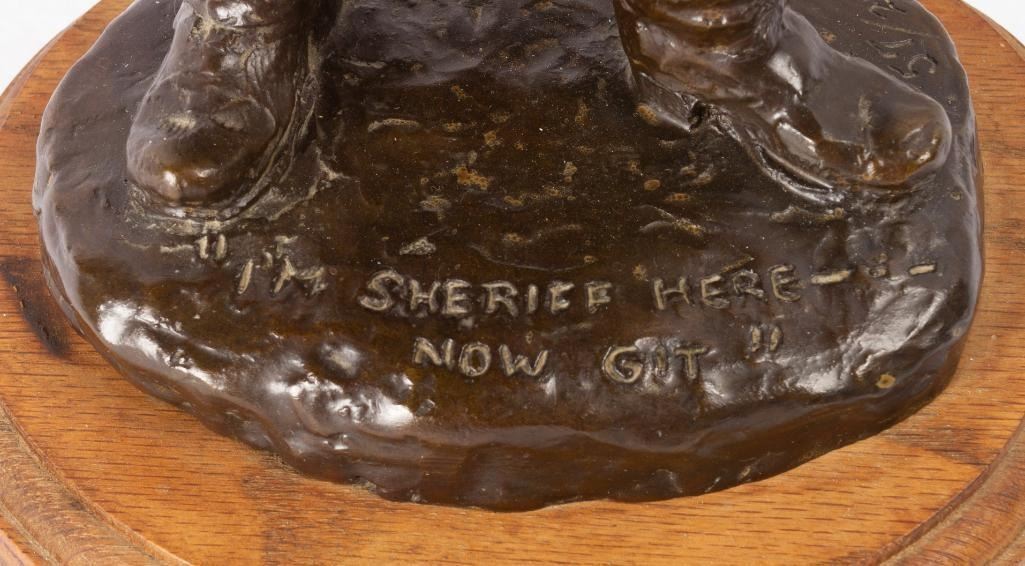 "I'M SHERIFF HERE---
NOW GIT"